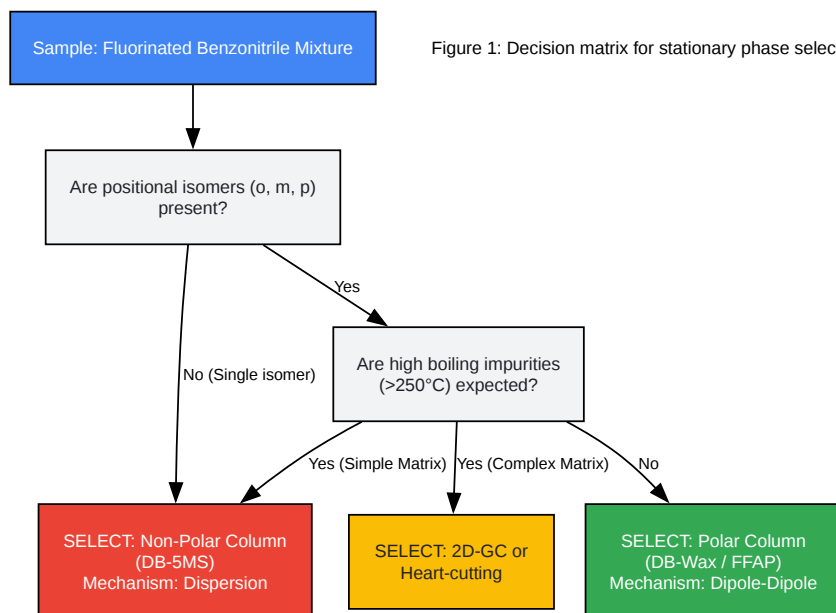 Sample: Fluorinated Benzonitrile Mixture
Figure 1: Decision matrix for stationary phase selec
Are positional isomers (o, m, p)
present?
Yes
Are high boiling impurities
(>250°C) expected?
No (Single isomer)
Yes (Simple Matrix)
Yes (Complex Matrix)
No
SELECT: Non-Polar Column
(DB-5MS)
Mechanism: Dispersion
SELECT: 2D-GC or
Heart-cutting
SELECT: Polar Column
(DB-Wax / FFAP)
Mechanism: Dipole-Dipole